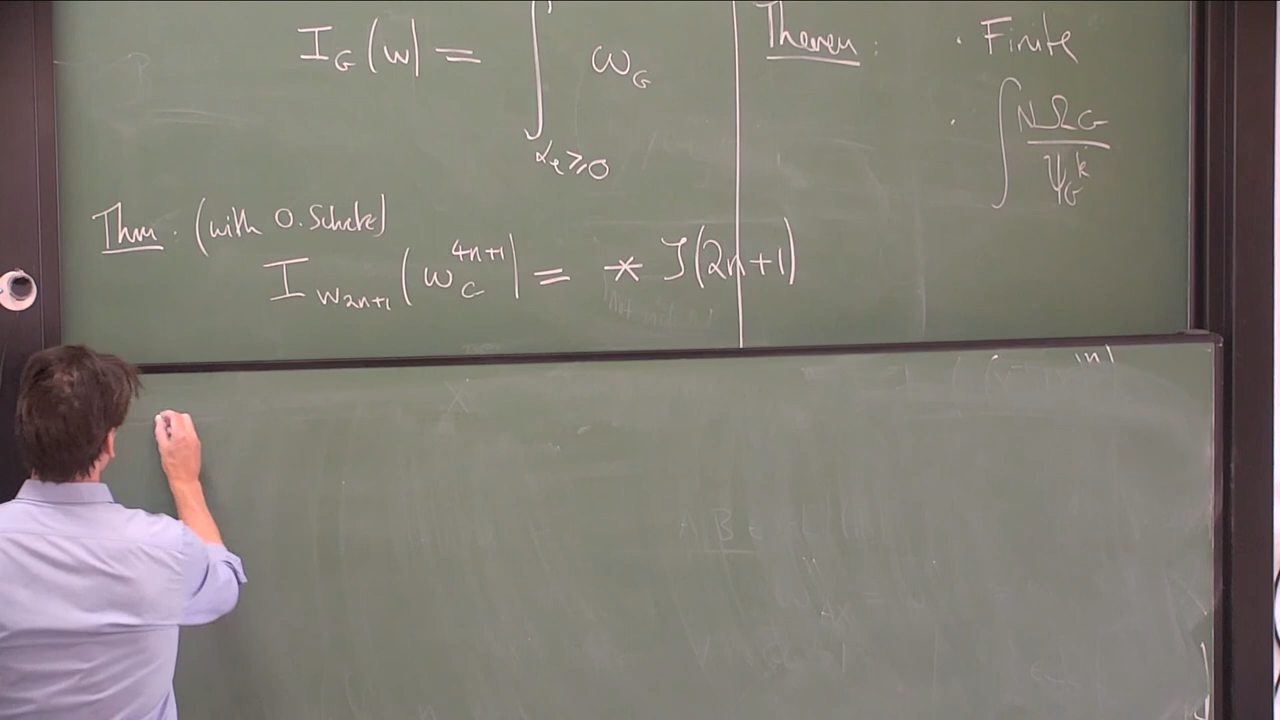 I_G(ω) = ∫_{α_e ≥ 0} ω_G
Thm. (with O. Schnetz)
I_{W_{2n+1}}(ω_G^{4n+1}) = * ζ(2n+1)
Theorem:
· Finite
· ∫ NΩ_G / Ψ_G^k